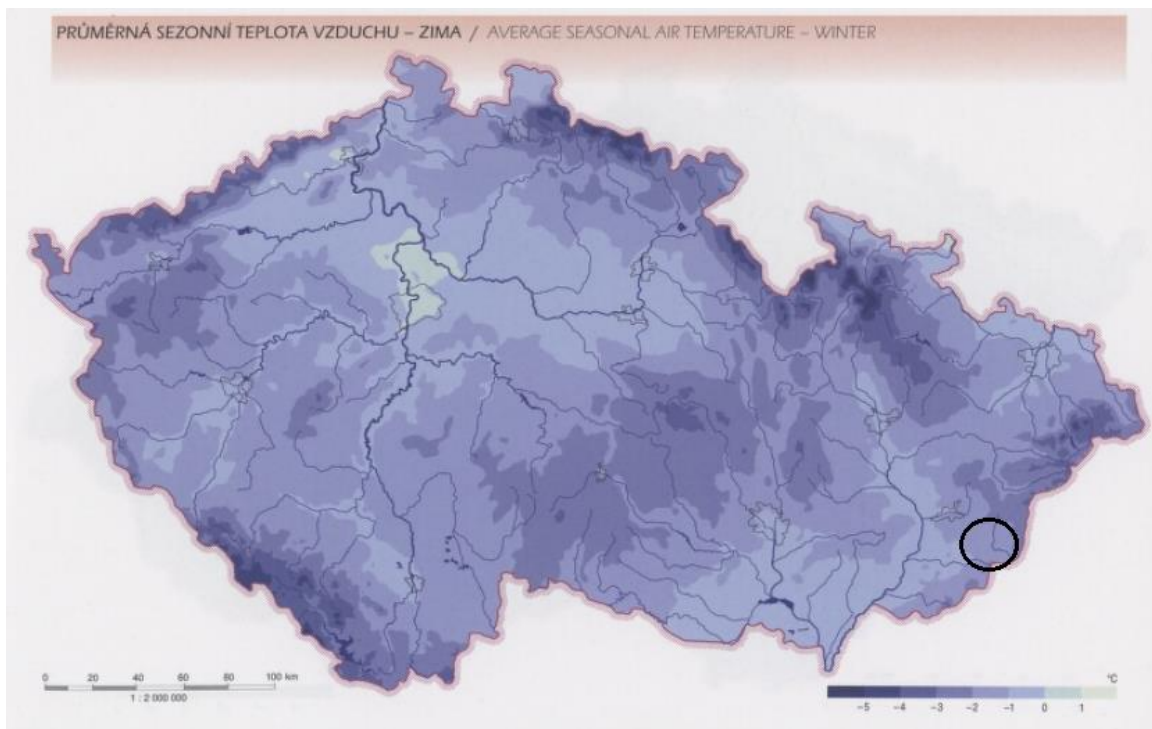 PRŮMĚRNÁ SEZONNÍ TEPLOTA VZDUCHU – ZIMA / AVERAGE SEASONAL AIR TEMPERATURE – WINTER
0 20 40 60 80 100 km
1 : 2 000 000
°C
–5 –4 –3 –2 –1 0 1